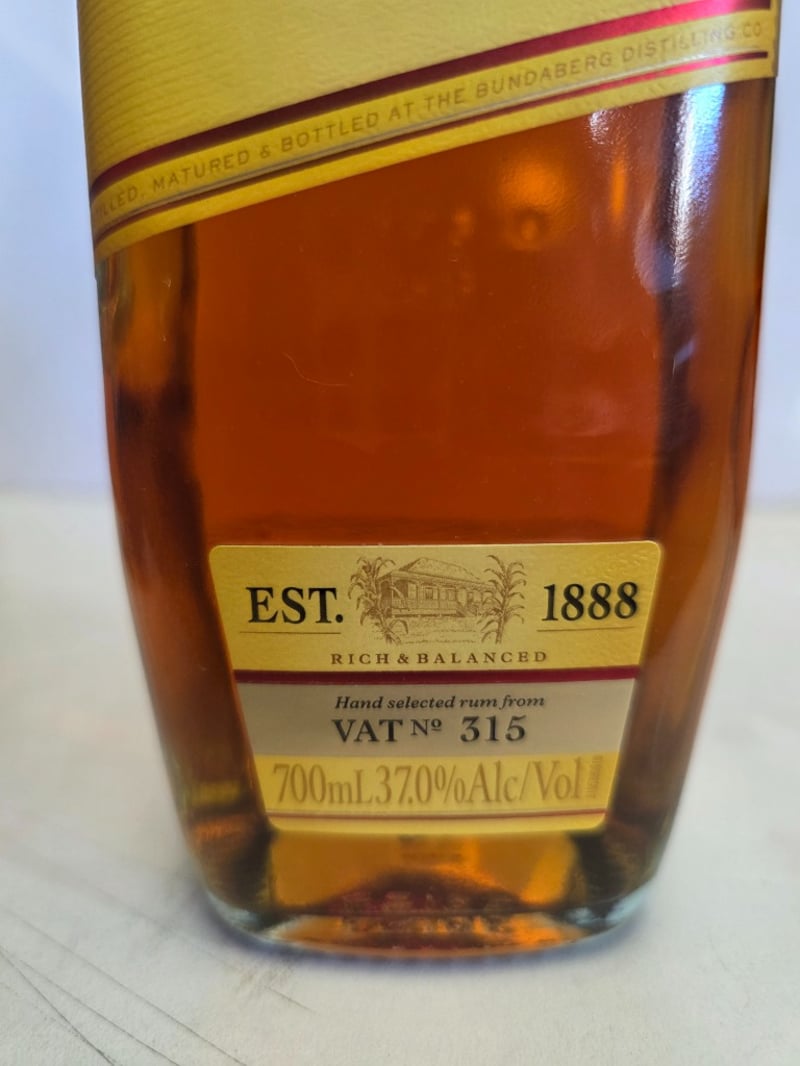 MATURED & BOTTLED AT THE BUNDABERG DISTILLING CO
EST. 1888
RICH & BALANCED
Hand selected rum from
VAT Nº 315
700mL 37.0%Alc/Vol